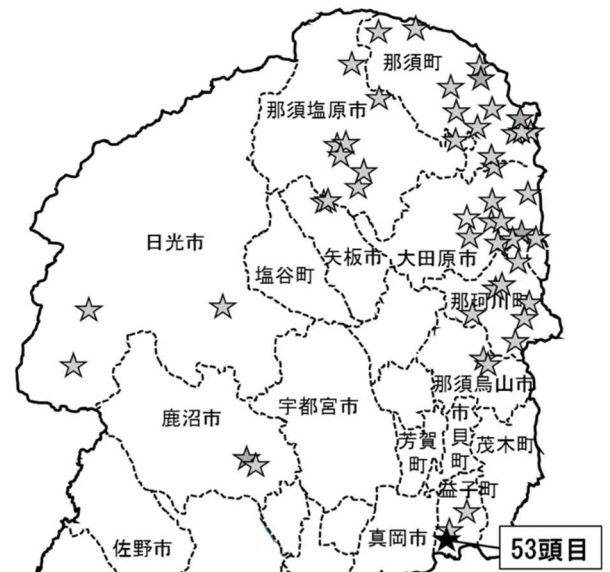 那須町
那須塩原市
日光市
矢板市
大田原市
塩谷町
那珂川町
那須烏山市
宇都宮市
鹿沼市
市貝町
芳賀町
茂木町
益子町
真岡市
佐野市
53頭目